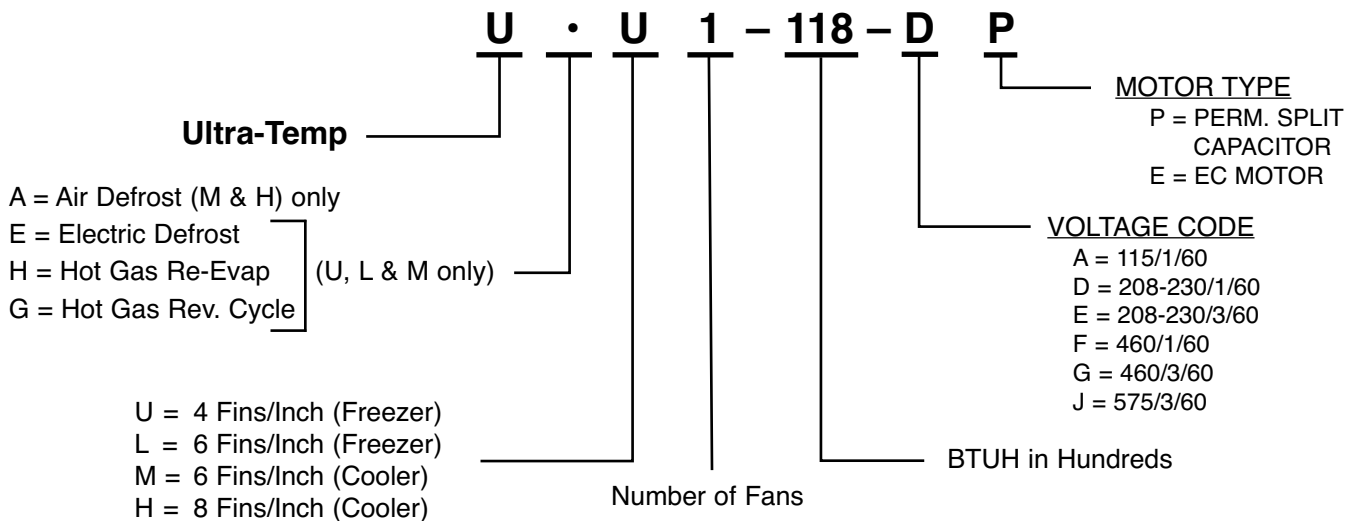 U · U 1 – 118 – D P
MOTOR TYPE
P = PERM. SPLIT
CAPACITOR
E = EC MOTOR
Ultra-Temp
A = Air Defrost (M & H) only
E = Electric Defrost
H = Hot Gas Re-Evap
G = Hot Gas Rev. Cycle
(U, L & M only)
VOLTAGE CODE
A = 115/1/60
D = 208-230/1/60
E = 208-230/3/60
F = 460/1/60
G = 460/3/60
J = 575/3/60
U = 4 Fins/Inch (Freezer)
L = 6 Fins/Inch (Freezer)
M = 6 Fins/Inch (Cooler)
H = 8 Fins/Inch (Cooler)
Number of Fans
BTUH in Hundreds